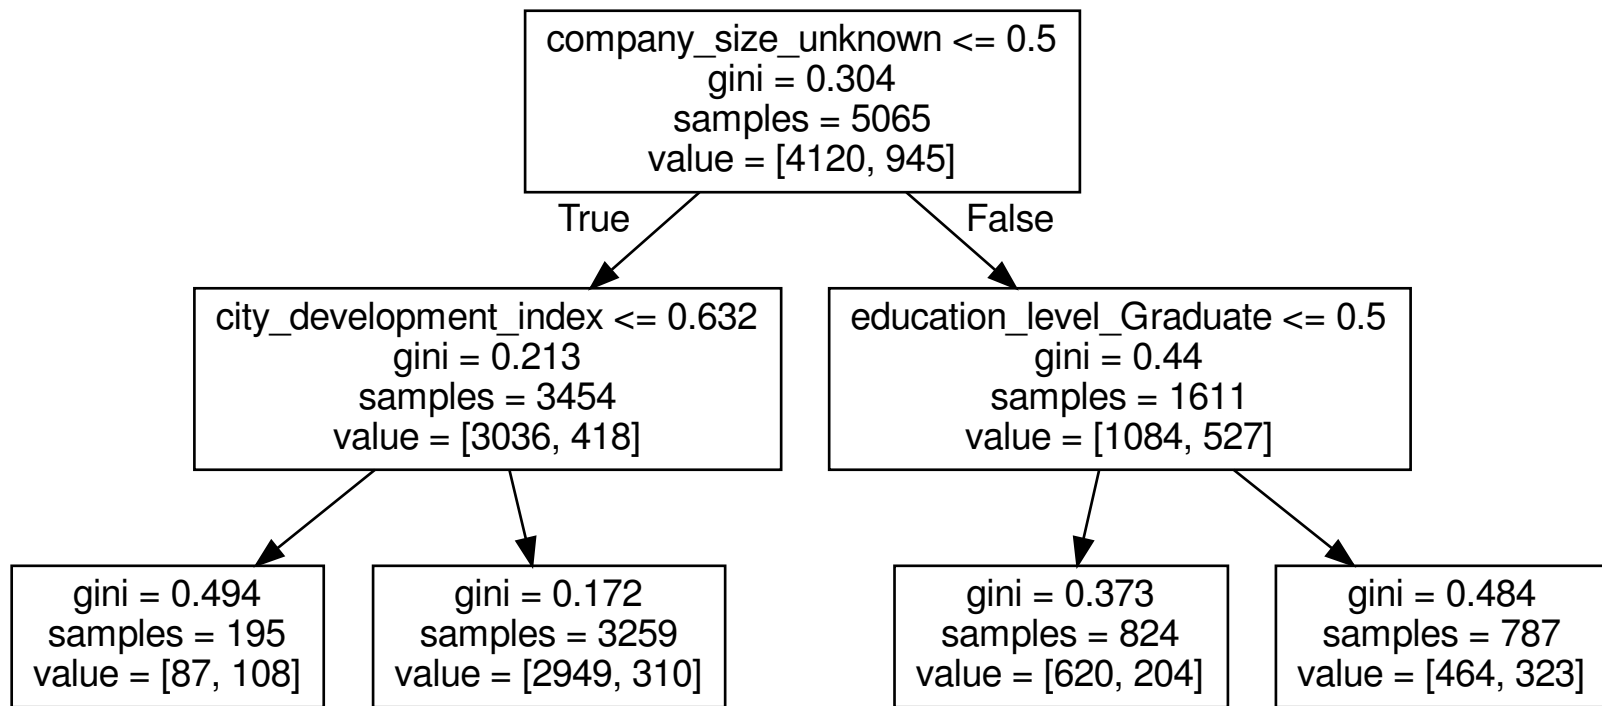 company_size_unknown <= 0.5
gini = 0.304
samples = 5065
value = [4120, 945]
True
False
city_development_index <= 0.632
gini = 0.213
samples = 3454
value = [3036, 418]
education_level_Graduate <= 0.5
gini = 0.44
samples = 1611
value = [1084, 527]
gini = 0.494
samples = 195
value = [87, 108]
gini = 0.172
samples = 3259
value = [2949, 310]
gini = 0.373
samples = 824
value = [620, 204]
gini = 0.484
samples = 787
value = [464, 323]